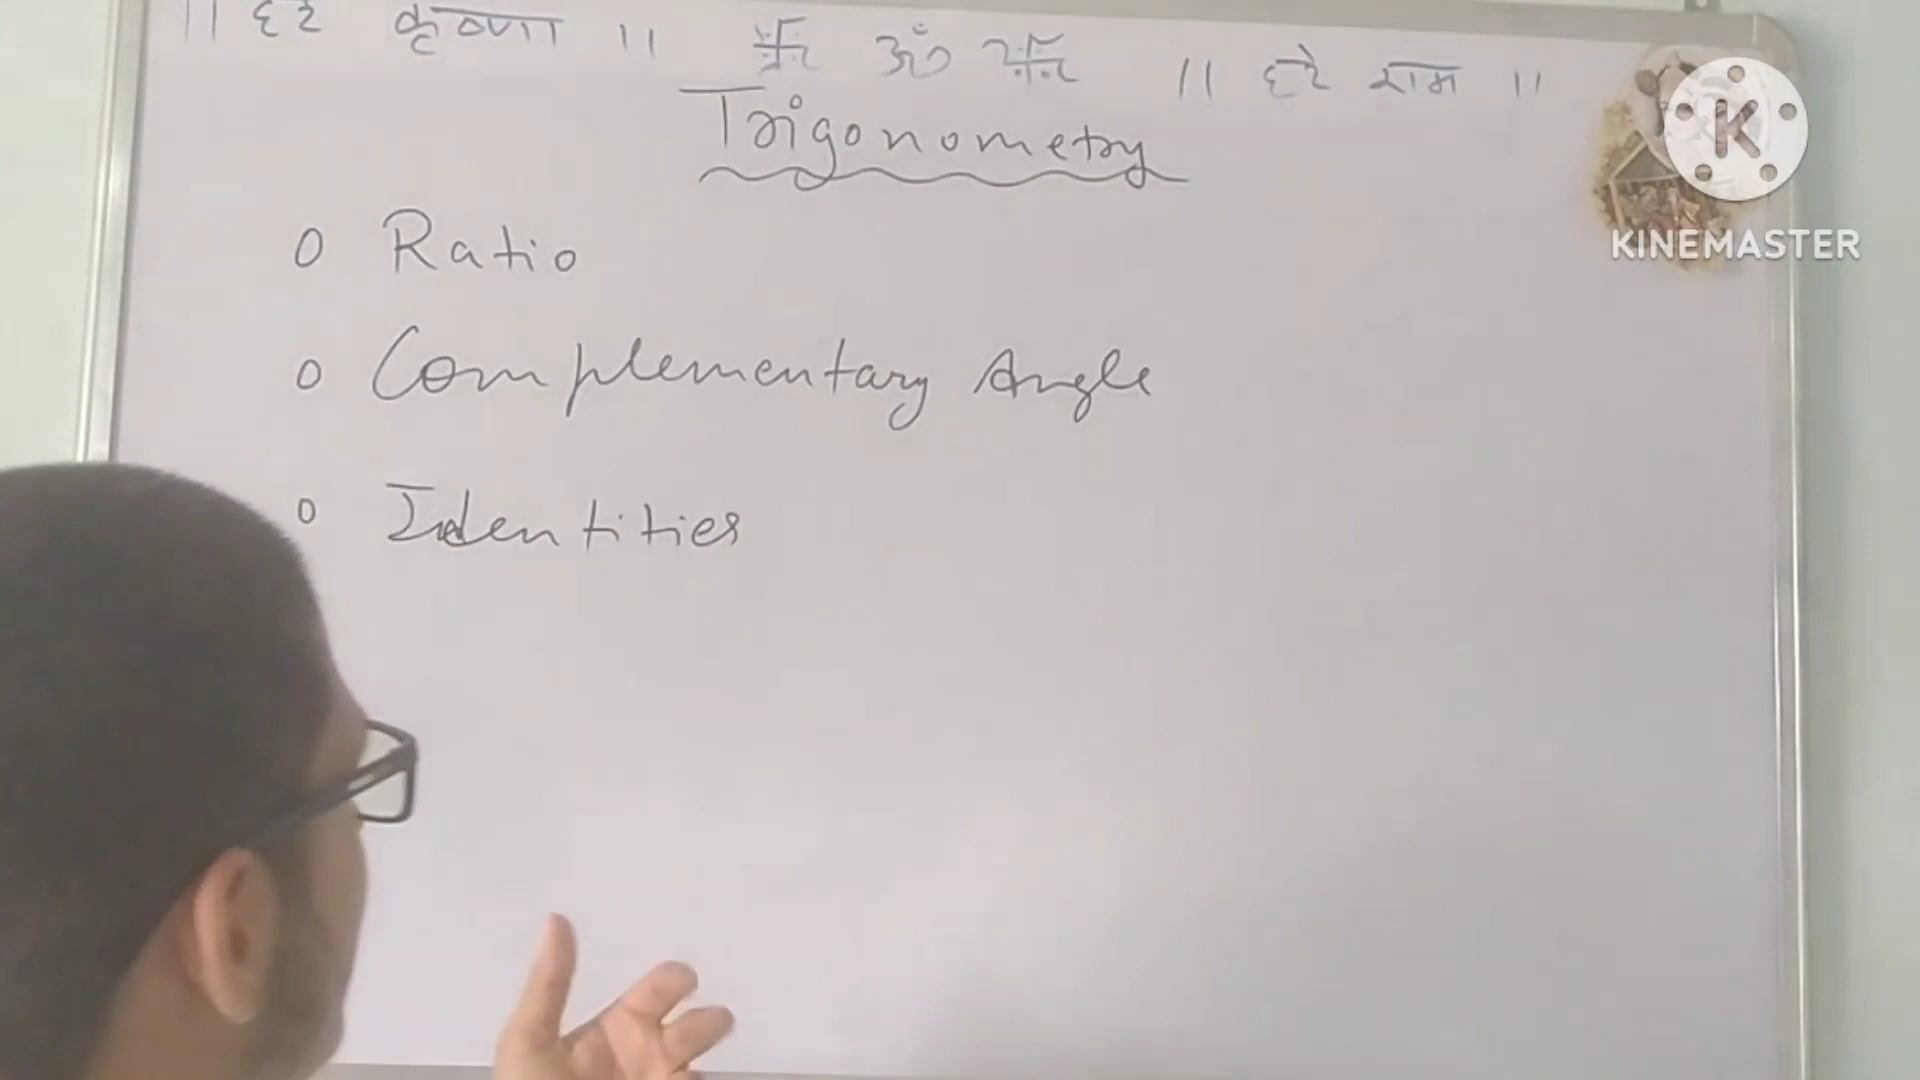 || हरे कृष्णा || 卐 ॐ 卐 || हरे राम ||
Trigonometry
o Ratio
o Complementary Angle
o Identities
K
KINEMASTER